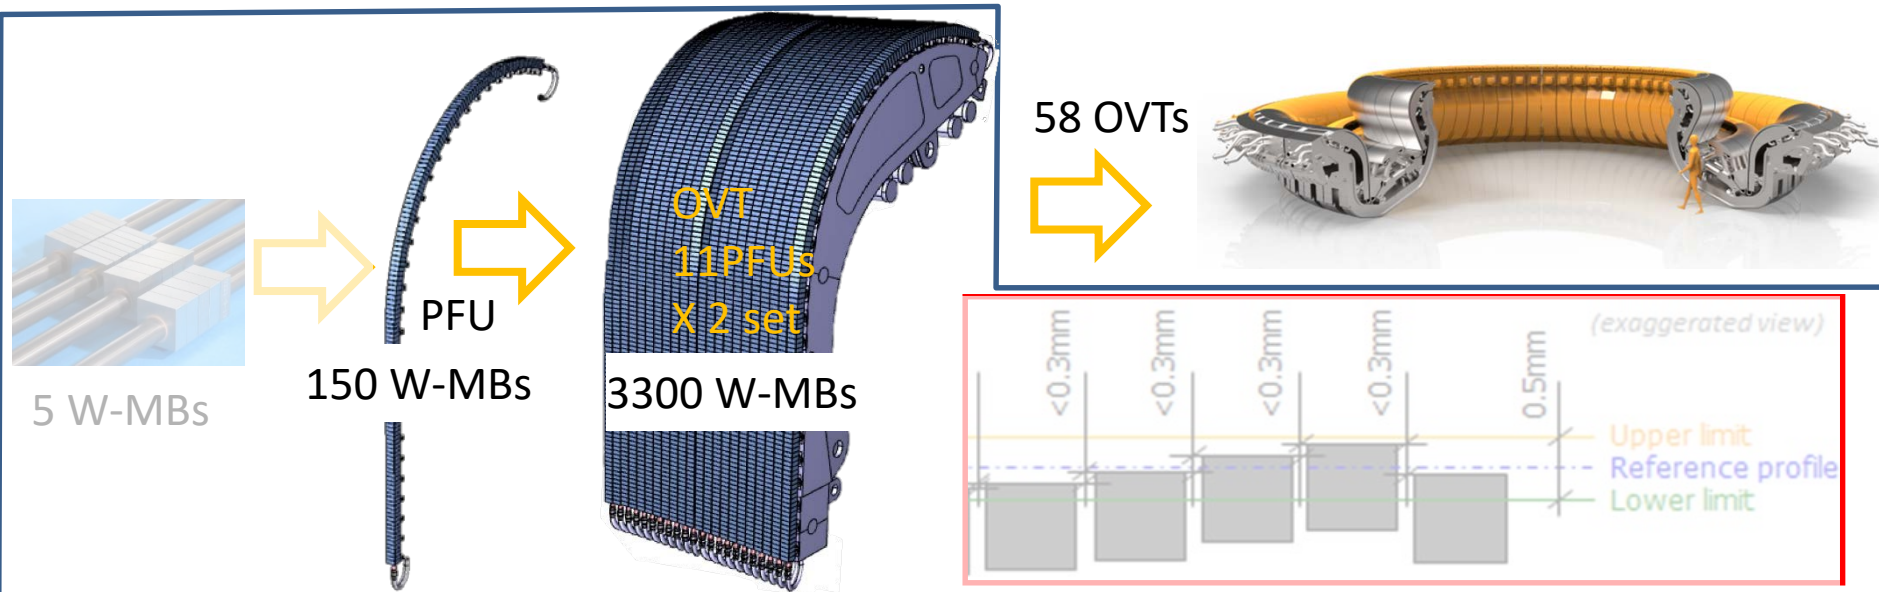 5 W-MBs
PFU
150 W-MBs
OVT
11PFUs
X 2 set
3300 W-MBs
58 OVTs
(exaggerated view)
<0.3mm
<0.3mm
<0.3mm
<0.3mm
0.5mm
Upper limit
Reference profile
Lower limit